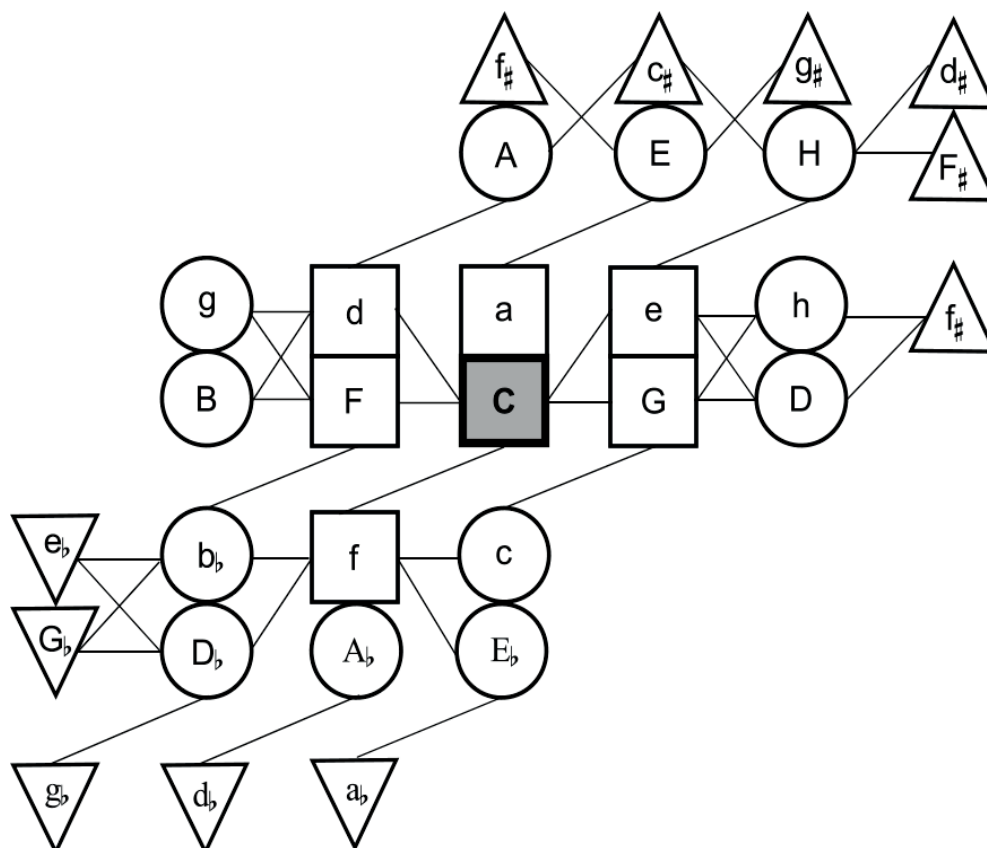 f♯ c♯ g♯ d♯
A E H F♯
g d a e h f♯
B F C G D
e♭ b♭ f c
G♭ D♭ A♭ E♭
g♭ d♭ a♭